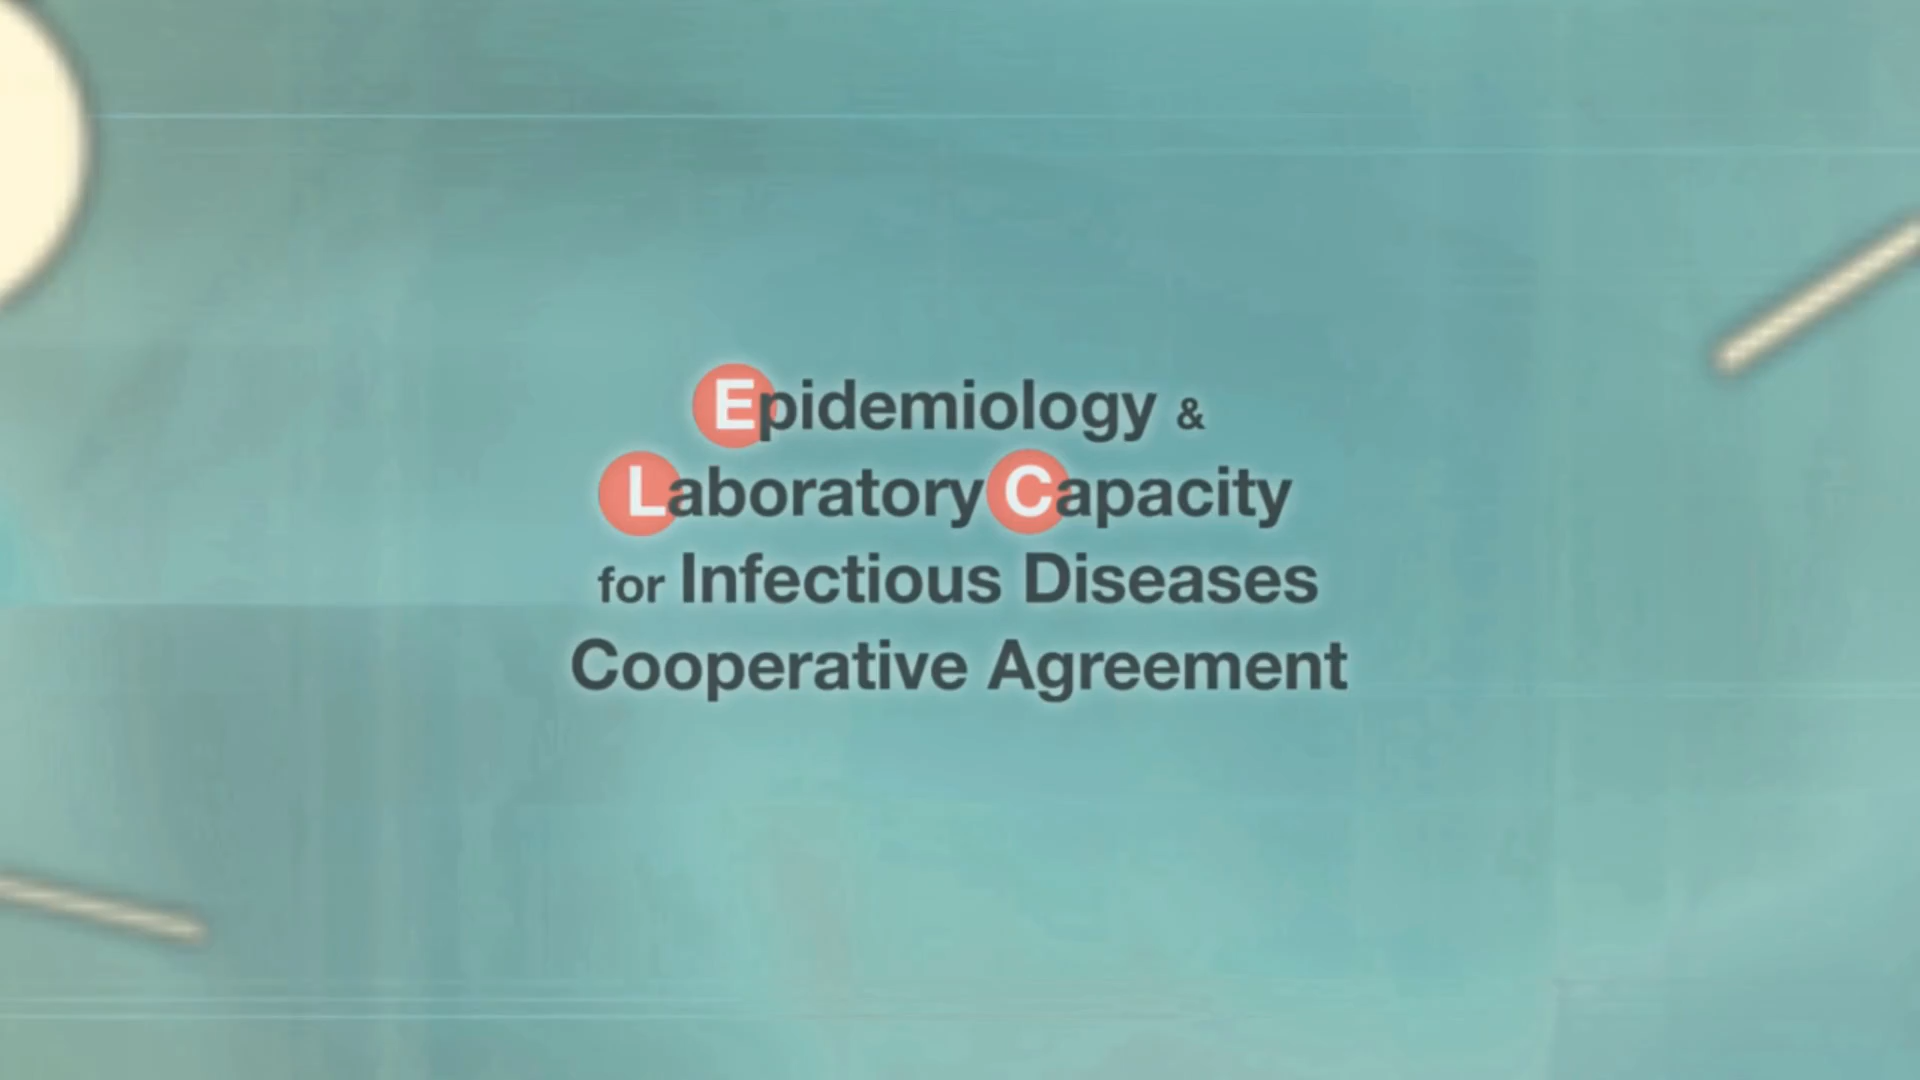 Epidemiology &
Laboratory Capacity
for Infectious Diseases
Cooperative Agreement